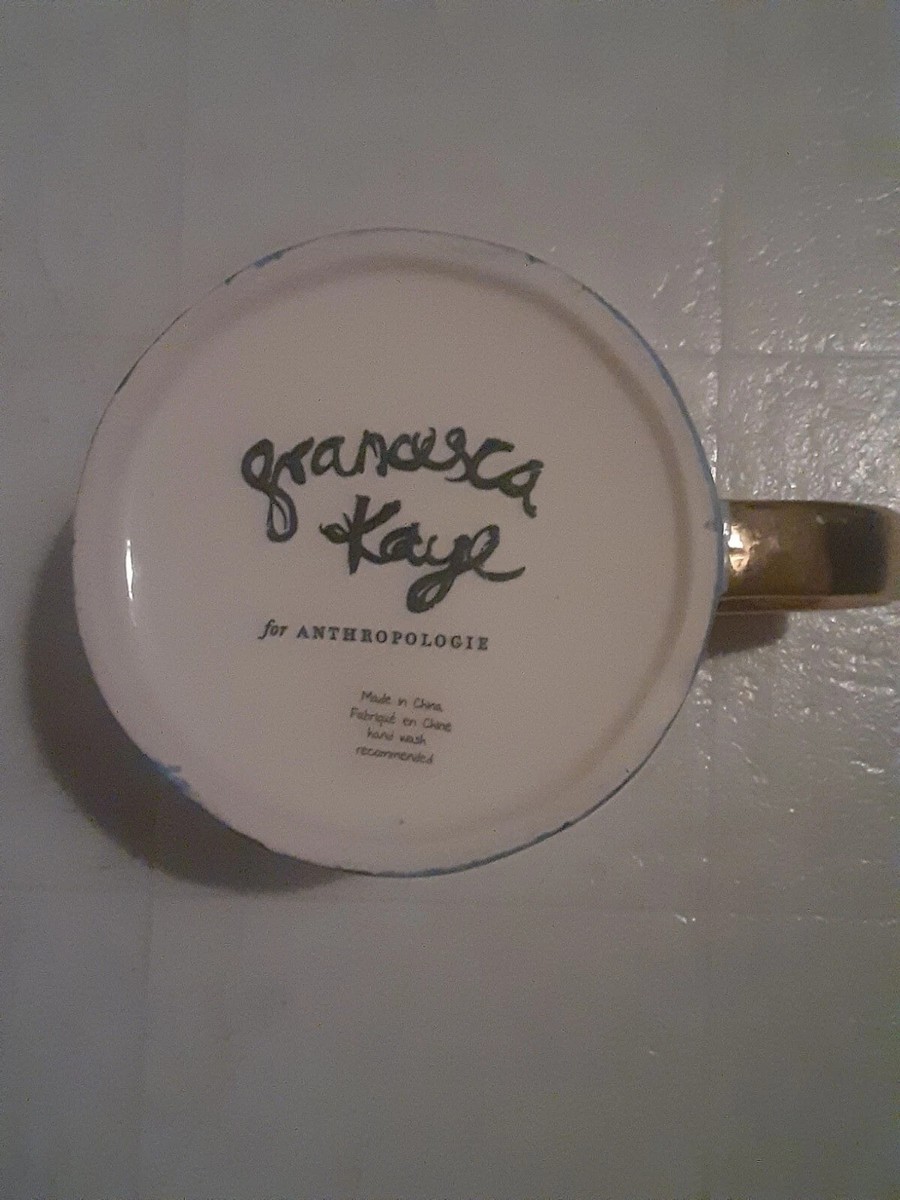 francesca
Kaye
for ANTHROPOLOGIE
Made in China
Fabriqué en Chine
hand wash
recommended